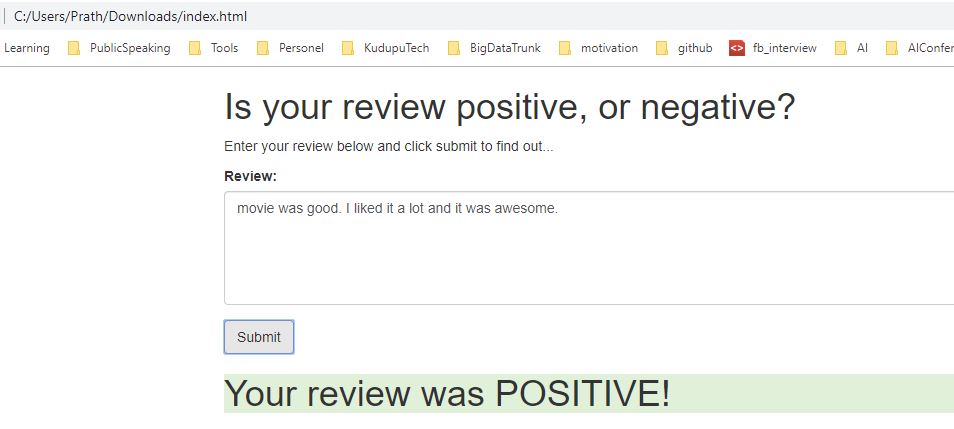 C:/Users/Prath/Downloads/index.html
Learning PublicSpeaking Tools Personel KudupuTech BigDataTrunk motivation github <> fb_interview AI AIConfer
Is your review positive, or negative?
Enter your review below and click submit to find out...
Review:
movie was good. I liked it a lot and it was awesome.
Submit
Your review was POSITIVE!